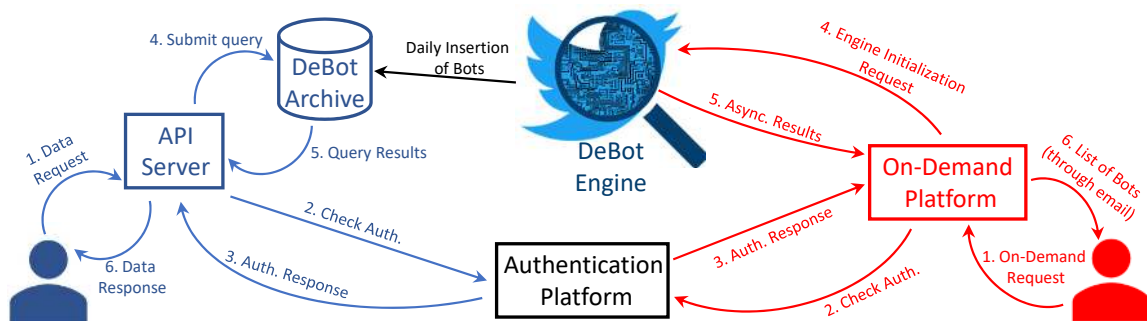 4. Submit query
DeBot
Archive
Daily Insertion
of Bots
4. Engine Initialization
Request
API
Server
1. Data
Request
5. Query Results
2. Check Auth.
3. Auth. Response
6. Data
Response
DeBot
Engine
5. Async. Results
Authentication
Platform
3. Auth. Response
On-Demand
Platform
2. Check Auth.
6. List of Bots
(through email)
1. On-Demand
Request